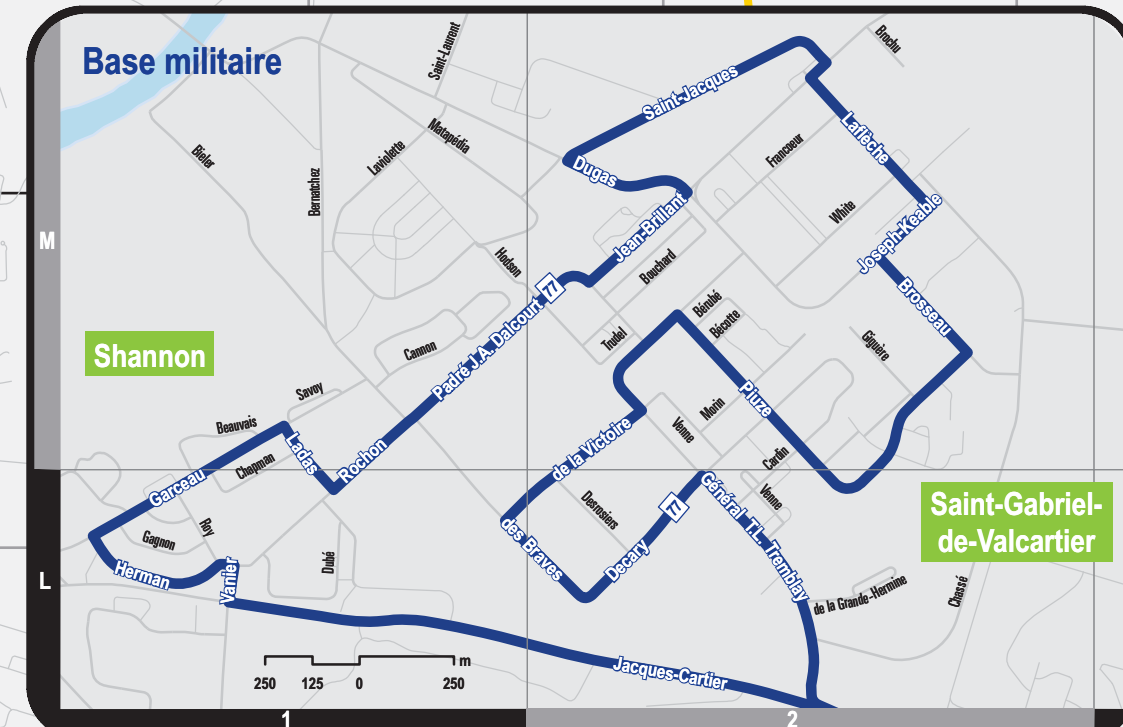 Base militaire
Saint-Laurent
Brochu
Saint-Jacques
Matapédia
Laflèche
Bieler
Laviolette
Francoeur
Dugas
Bernatchez
Jean-Brillant
White
Joseph-Keable
M
Hodson
Bouchard
77
Brosseau
Bérubé
Bécotte
Trudel
Giguère
Shannon
Cannon
Padré J.A. Dalcourt
Savoy
Pjuze
Morin
Beauvais
Venne
Ladas
Rochon
de la Victoire
Chapman
Cardin
Garceau
Venne
Général T.L. Tremblay
77
Desrosiers
Saint-Gabriel-
de-Valcartier
Roy
Gagnon
des Braves
Decary
Dubé
Herman
Vanier
L
de la Grande-Hermine
Chassé
Jacques-Cartier
m
250 125 0 250
1 2